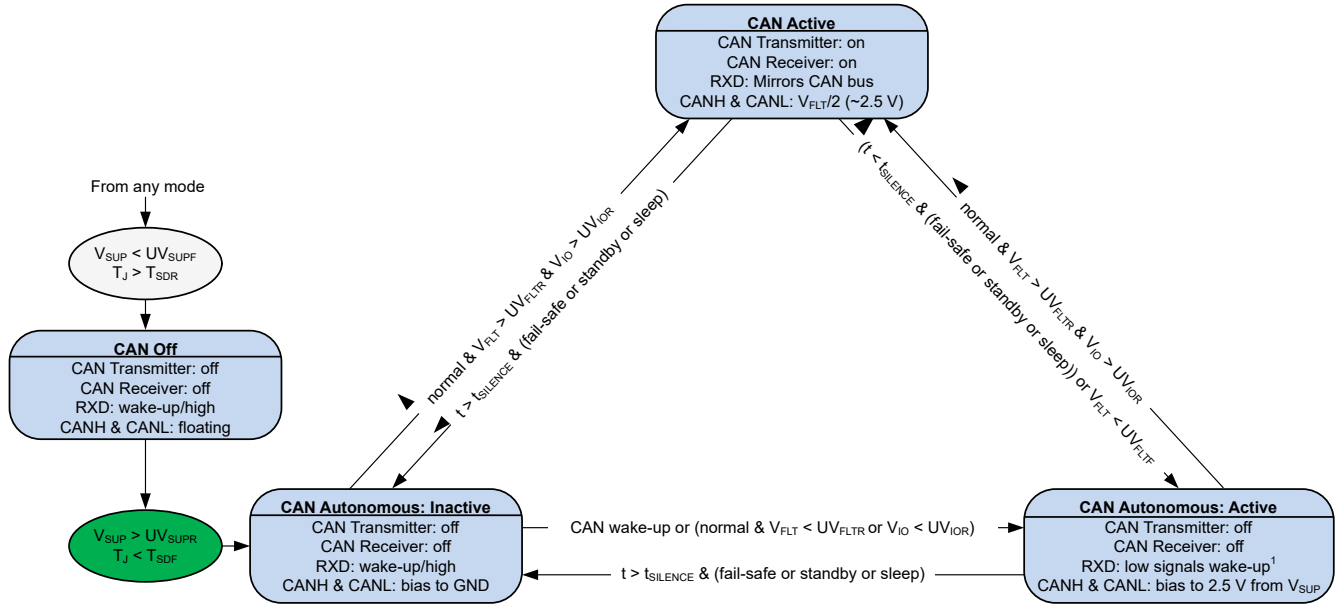 CAN Active
CAN Transmitter: on
CAN Receiver: on
RXD: Mirrors CAN bus
CANH & CANL: VFLT/2 (~2.5 V)
From any mode
VSUP < UVSUPF
TJ > TSDR
CAN Off
CAN Transmitter: off
CAN Receiver: off
RXD: wake-up/high
CANH & CANL: floating
VSUP > UVSUPR
TJ < TSDF
normal & VFLT > UVFLTR & VIO > UVIOR
t > tSILENCE & (fail-safe or standby or sleep)
(t < tSILENCE & (fail-safe or standby or sleep)) or VFLT < UVFLTF
normal & VFLT > UVFLTR & VIO > UVIOR
CAN Autonomous: Inactive
CAN Transmitter: off
CAN Receiver: off
RXD: wake-up/high
CANH & CANL: bias to GND
CAN wake-up or (normal & VFLT < UVFLTR or VIO < UVIOR)
t > tSILENCE & (fail-safe or standby or sleep)
CAN Autonomous: Active
CAN Transmitter: off
CAN Receiver: off
RXD: low signals wake-up¹
CANH & CANL: bias to 2.5 V from VSUP